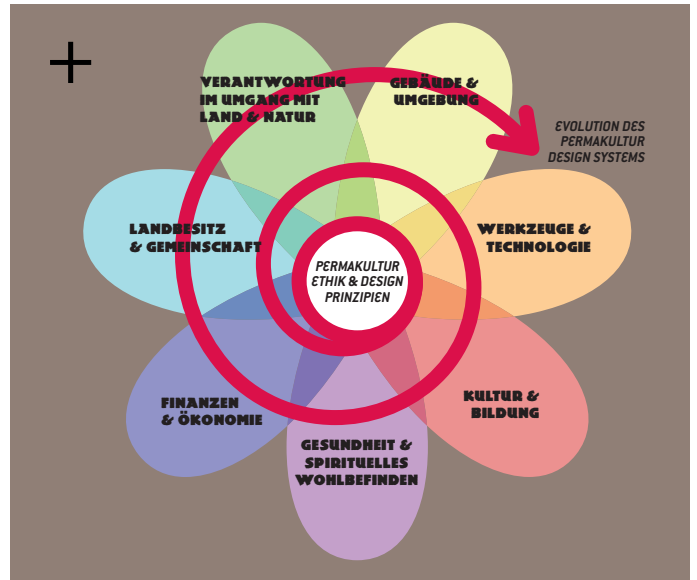 VERANTWORTUNG
IM UMGANG MIT
LAND & NATUR
GEBÄUDE &
UMGEBUNG
EVOLUTION DES
PERMAKULTUR
DESIGN SYSTEMS
WERKZEUGE &
TECHNOLOGIE
LANDBESITZ
& GEMEINSCHAFT
PERMAKULTUR
ETHIK & DESIGN
PRINZIPIEN
KULTUR &
BILDUNG
FINANZEN
& ÖKONOMIE
GESUNDHEIT &
SPIRITUELLES
WOHLBEFINDEN